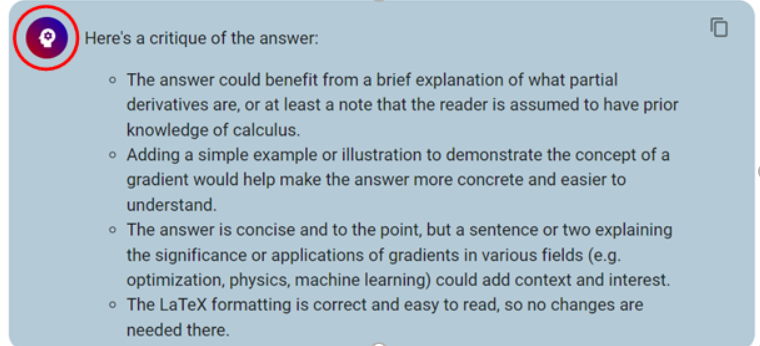 Here's a critique of the answer:
The answer could benefit from a brief explanation of what partial
derivatives are, or at least a note that the reader is assumed to have prior
knowledge of calculus.
Adding a simple example or illustration to demonstrate the concept of a
gradient would help make the answer more concrete and easier to
understand.
The answer is concise and to the point, but a sentence or two explaining
the significance or applications of gradients in various fields (e.g.
optimization, physics, machine learning) could add context and interest.
The LaTeX formatting is correct and easy to read, so no changes are
needed there.